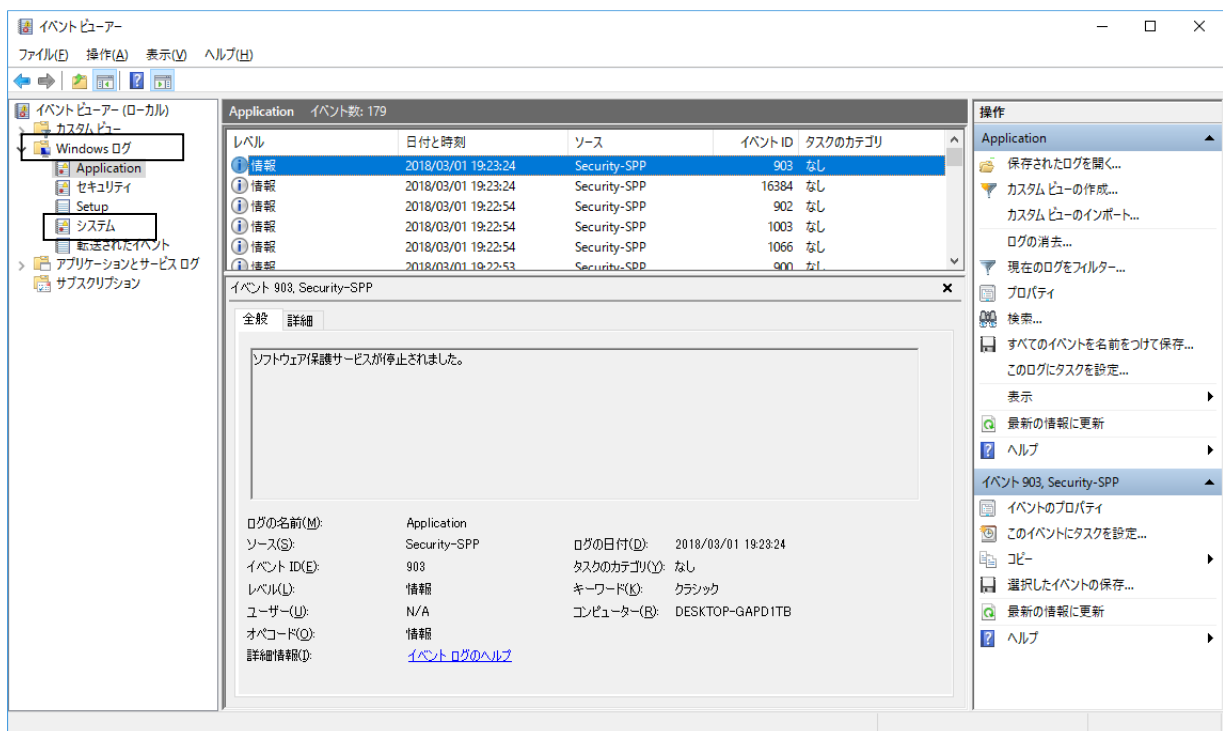 イベント ビューアー
ファイル(F) 操作(A) 表示(V) ヘルプ(H)
イベント ビューアー (ローカル)
カスタム ビュー
Windows ログ
Application
セキュリティ
Setup
システム
転送されたイベント
アプリケーションとサービス ログ
サブスクリプション
Application イベント数: 179
レベル 日付と時刻 ソース イベント ID タスクのカテゴリ
情報 2018/03/01 19:23:24 Security-SPP 903 なし
情報 2018/03/01 19:23:24 Security-SPP 16384 なし
情報 2018/03/01 19:22:54 Security-SPP 902 なし
情報 2018/03/01 19:22:54 Security-SPP 1003 なし
情報 2018/03/01 19:22:54 Security-SPP 1066 なし
情報 2018/03/01 19:22:53 Security-SPP 900 なし
イベント 903, Security-SPP
全般 詳細
ソフトウェア保護サービスが停止されました。
ログの名前(M): Application
ソース(S): Security-SPP ログの日付(D): 2018/03/01 19:23:24
イベント ID(E): 903 タスクのカテゴリ(Y): なし
レベル(L): 情報 キーワード(K): クラシック
ユーザー(U): N/A コンピューター(R): DESKTOP-GAPD1TB
オペコード(O): 情報
詳細情報(I): イベント ログのヘルプ
操作
Application
保存されたログを開く...
カスタム ビューの作成...
カスタム ビューのインポート...
ログの消去...
現在のログをフィルター...
プロパティ
検索...
すべてのイベントを名前をつけて保存...
このログにタスクを設定...
表示
最新の情報に更新
ヘルプ
イベント 903, Security-SPP
イベントのプロパティ
このイベントにタスクを設定...
コピー
選択したイベントの保存...
最新の情報に更新
ヘルプ